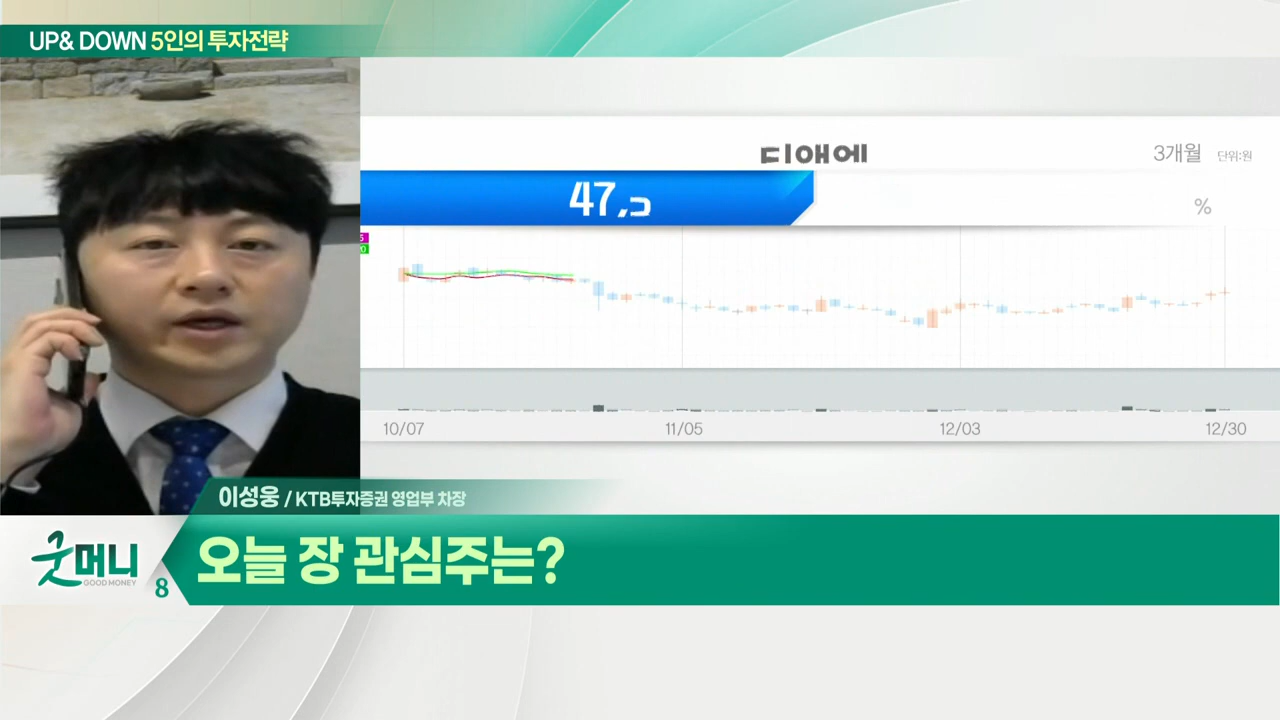 UP& DOWN 5인의 투자전략
3개월 단위:원
47,
%
10/07 11/05 12/03 12/30
이성웅 / KTB투자증권 영업부 차장
굿머니
GOOD MONEY
8
오늘 장 관심주는?